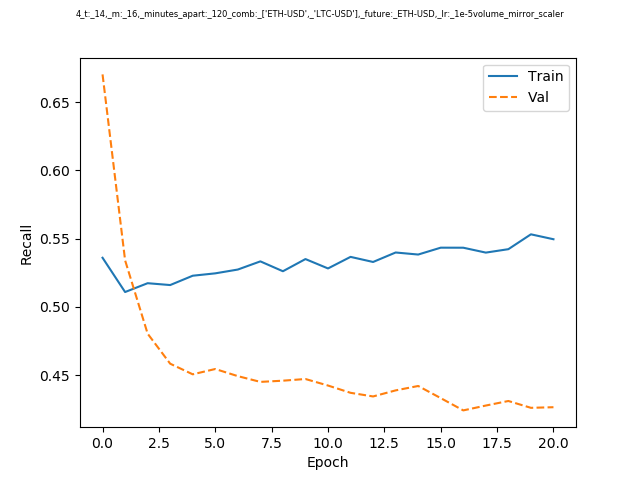 4_t:_14,_m:_16,_minutes_apart:_120_comb:_['ETH-USD',_'LTC-USD'],_future:_ETH-USD,_lr:_1e-5volume_mirror_scaler
Train
Val
0.65
0.60
0.55
0.50
0.45
Recall
0.0 2.5 5.0 7.5 10.0 12.5 15.0 17.5 20.0
Epoch